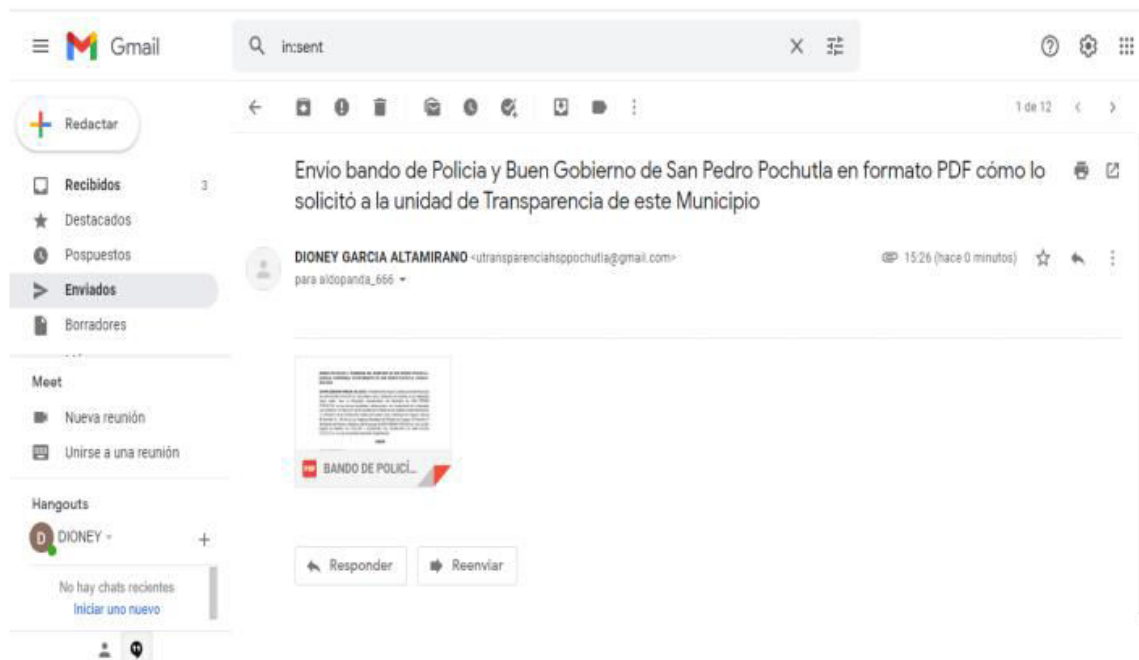 Gmail
in:sent
Redactar
1 de 12
Recibidos 3
Destacados
Pospuestos
Enviados
Borradores
Envío bando de Policia y Buen Gobierno de San Pedro Pochutla en formato PDF cómo lo
solicitó a la unidad de Transparencia de este Municipio
DIONEY GARCIA ALTAMIRANO <utransparenciahsppochutla@gmail.com>
15:26 (hace 0 minutos)
para aldopanda_666
Meet
Nueva reunión
Unirse a una reunión
Hangouts
D DIONEY
No hay chats recientes
Iniciar uno nuevo
PDF BANDO DE POLICÍ...
Responder
Reenviar